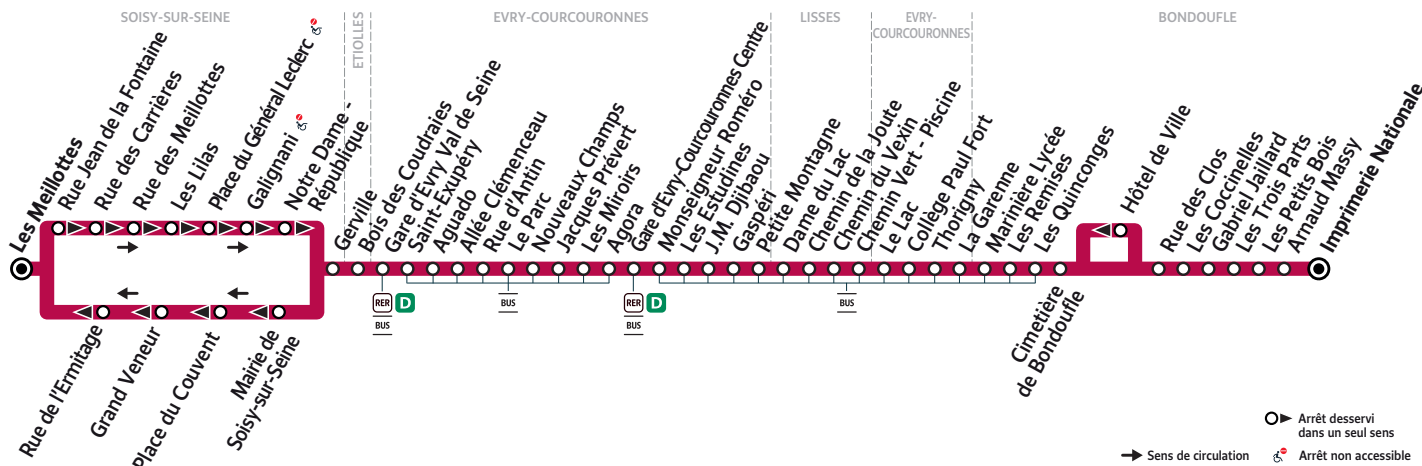 SOISY-SUR-SEINE
ETIOLLES
EVRY-COURCOURONNES
LISSES
EVRY-
COURCOURONNES
BONDOUFLE
Les Meillottes
Rue Jean de la Fontaine
Rue des Carrières
Rue des Meillottes
Les Lilas
Place du Général Leclerc
Galignani
Notre Dame -
République
Rue de l'Ermitage
Grand Veneur
Place du Couvent
Mairie de
Soisy-sur-Seine
Genville
Bois des Coudraies
Gare d'Evry Val de Seine
Saint-Exupéry
Aguado
Allée Clémenceau
Rue d'Antin
Le Parc
Nouveaux Champs
Jacques Prévert
Les Miroirs
Agora
Gare d'Evry-Courcouronnes Centre
Monseigneur Roméro
Les Estudines
J.M. Djibaou
Gaspéri
Petite Montagne
Dame du Lac
Chemin de la Joute
Chemin du Vexin
Chemin Vert - Piscine
Le Lac
Collège Paul Fort
Thorigny
La Garenne
Marinière Lycée
Les Remises
Les Quinconges
Cimetière
de Bondoufle
Hôtel de Ville
Rue des Clos
Les Coccinelles
Gabriel Jaillard
Les Trois Parts
Les Petits Bois
Arnaud Massy
Imprimerie Nationale
RER D
BUS
BUS
RER D
BUS
BUS
Arrêt desservi
dans un seul sens
Sens de circulation
Arrêt non accessible